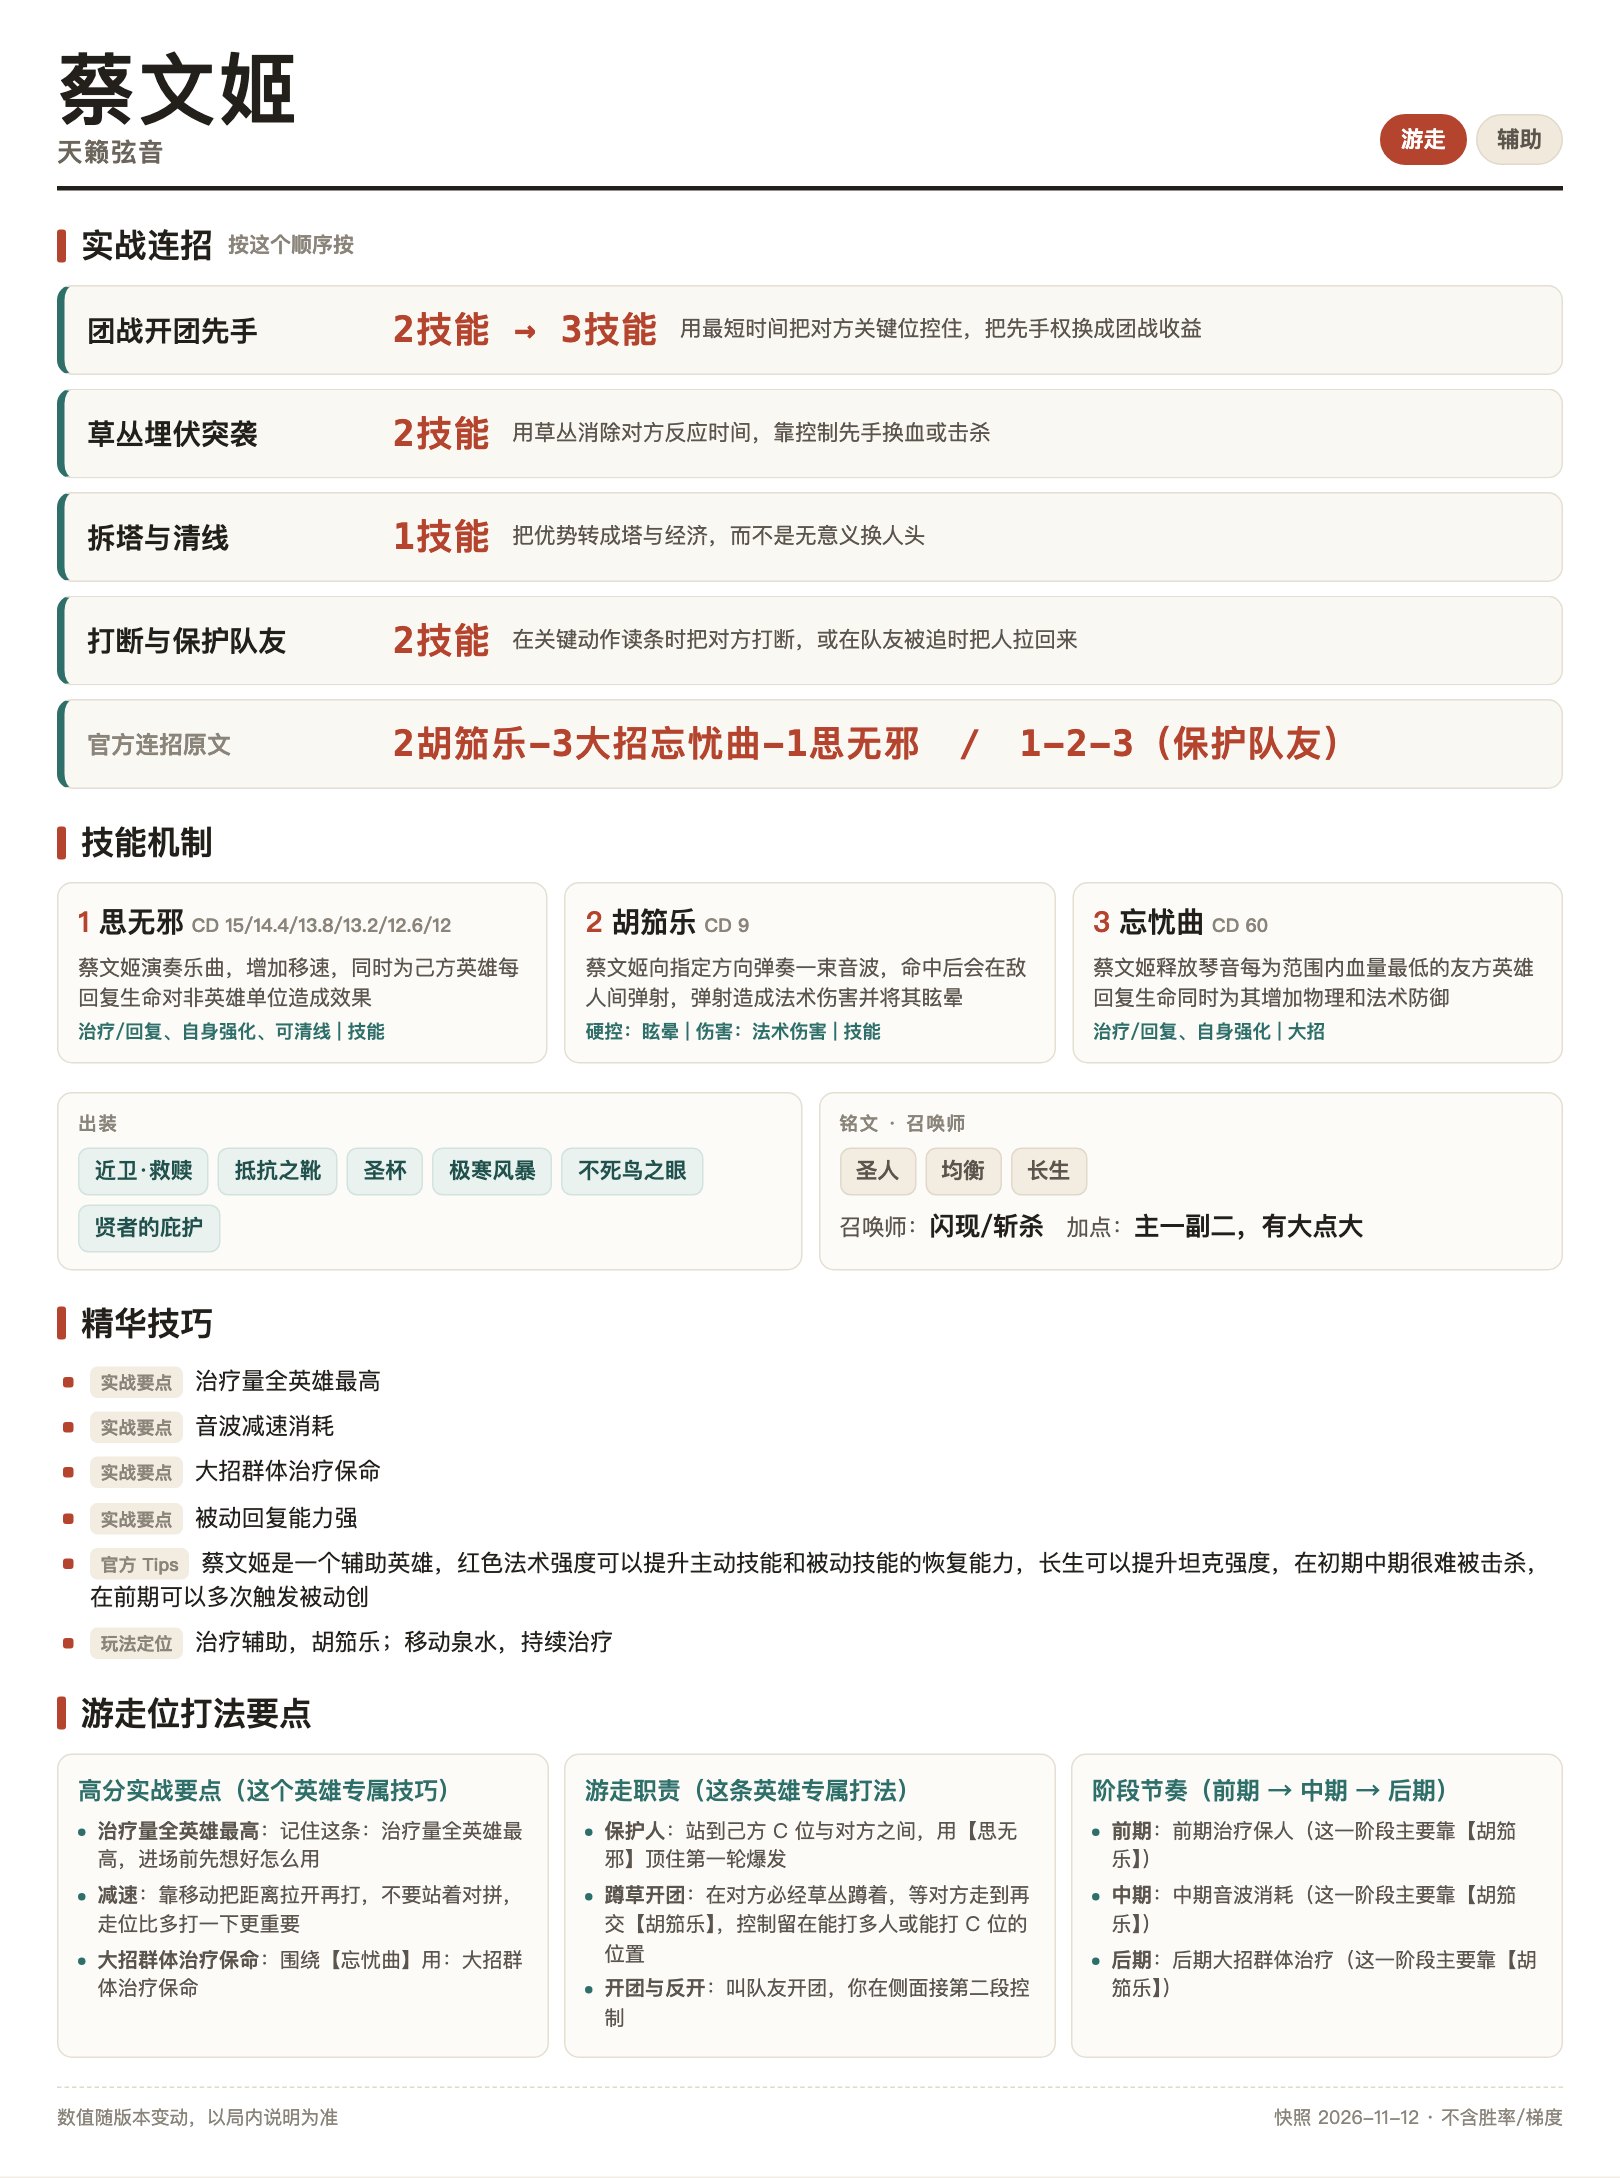 蔡文姬
天籁弦音
游走 辅助
实战连招 按这个顺序按
团战开团先手 2技能 → 3技能 用最短时间把对方关键位控住，把先手权换成团战收益
草丛埋伏突袭 2技能 用草丛消除对方反应时间，靠控制先手换血或击杀
拆塔与清线 1技能 把优势转成塔与经济，而不是无意义换人头
打断与保护队友 2技能 在关键动作读条时把对方打断，或在队友被追时把人拉回来
官方连招原文 2胡笳乐—3大招忘忧曲—1思无邪 / 1—2—3（保护队友）
技能机制
1 思无邪 CD 15/14.4/13.8/13.2/12.6/12
蔡文姬演奏乐曲，增加移速，同时为己方英雄每
回复生命对非英雄单位造成效果
治疗/回复、自身强化、可清线 | 技能
2 胡笳乐 CD 9
蔡文姬向指定方向弹奏一束音波，命中后会在敌
人间弹射，弹射造成法术伤害并将其眩晕
硬控：眩晕 | 伤害：法术伤害 | 技能
3 忘忧曲 CD 60
蔡文姬释放琴音每为范围内血量最低的友方英雄
回复生命同时为其增加物理和法术防御
治疗/回复、自身强化 | 大招
出装
近卫·救赎 抵抗之靴 圣杯 极寒风暴 不死鸟之眼
贤者的庇护
铭文 · 召唤师
圣人 均衡 长生
召唤师：闪现/斩杀 加点：主一副二，有大点大
精华技巧
实战要点 治疗量全英雄最高
实战要点 音波减速消耗
实战要点 大招群体治疗保命
实战要点 被动回复能力强
官方 Tips 蔡文姬是一个辅助英雄，红色法术强度可以提升主动技能和被动技能的恢复能力，长生可以提升坦克强度，在初期中期很难被击杀，
在前期可以多次触发被动创
玩法定位 治疗辅助，胡笳乐；移动泉水，持续治疗
游走位打法要点
高分实战要点（这个英雄专属技巧）
治疗量全英雄最高：记住这条：治疗量全英雄最
高，进场前先想好怎么用
减速：靠移动把距离拉开再打，不要站着对拼，
走位比多打一下更重要
大招群体治疗保命：围绕【忘忧曲】用：大招群
体治疗保命
游走职责（这条英雄专属打法）
保护人：站到己方 C 位与对方之间，用【思无
邪】顶住第一轮爆发
蹲草开团：在对方必经草丛蹲着，等对方走到再
交【胡笳乐】，控制留在能打多人或能打 C 位的
位置
开团与反开：叫队友开团，你在侧面接第二段控
制
阶段节奏（前期 → 中期 → 后期）
前期：前期治疗保人（这一阶段主要靠【胡笳
乐】）
中期：中期音波消耗（这一阶段主要靠【胡笳
乐】）
后期：后期大招群体治疗（这一阶段主要靠【胡
笳乐】）
数值随版本变动，以局内说明为准
快照 2026-11-12 · 不含胜率/梯度